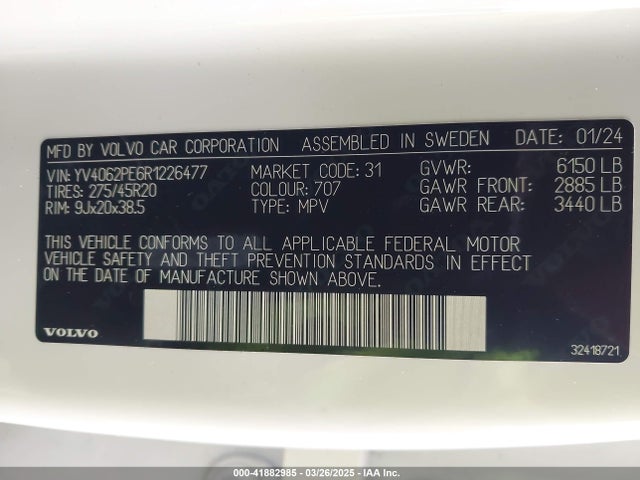 MFD BY VOLVO CAR CORPORATION ASSEMBLED IN SWEDEN DATE: 01/24
VIN: YV4062PE6R1226477 MARKET CODE: 31 GVWR: 6150 LB
TIRES: 275/45R20 COLOUR: 707 GAWR FRONT: 2885 LB
RIM: 9Jx20x38.5 TYPE: MPV GAWR REAR: 3440 LB
THIS VEHICLE CONFORMS TO ALL APPLICABLE FEDERAL MOTOR
VEHICLE SAFETY AND THEFT PREVENTION STANDARDS IN EFFECT
ON THE DATE OF MANUFACTURE SHOWN ABOVE.
VOLVO 32418721
000-41882985 | 03/26/2025 | IAA Inc.